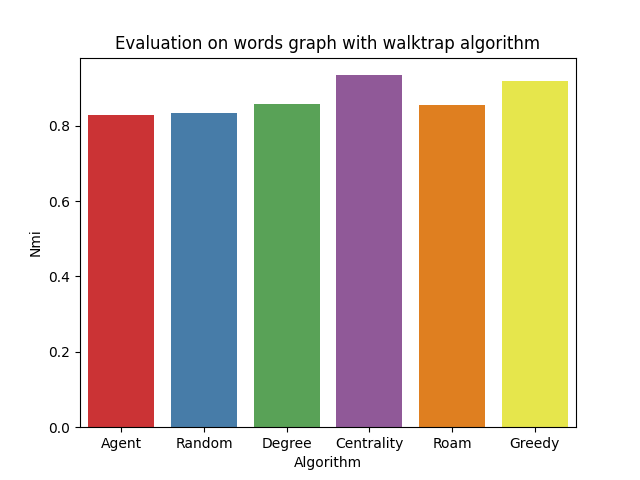 Evaluation on words graph with walktrap algorithm
Nmi
0.8
0.6
0.4
0.2
0.0
Agent Random Degree Centrality Roam Greedy
Algorithm